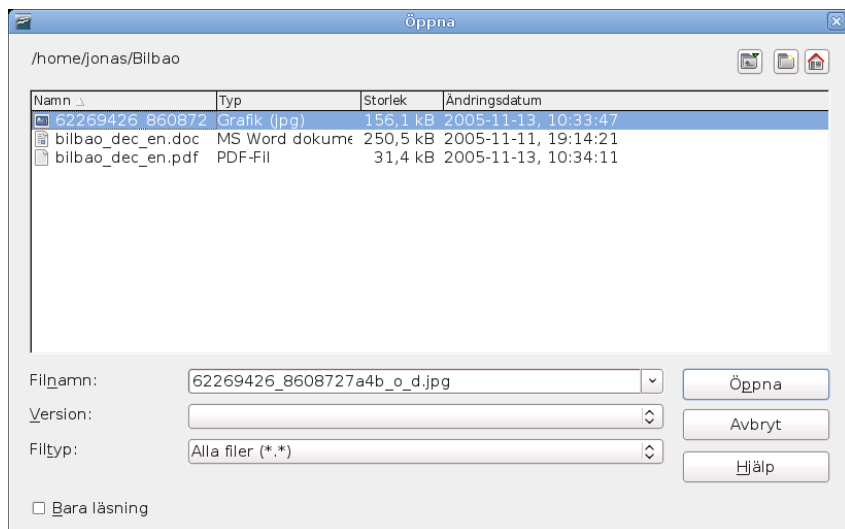 Öppna
/home/jonas/Bilbao
Namn Typ Storlek Ändringsdatum
62269426_860872 Grafik (jpg) 156,1 kB 2005-11-13, 10:33:47
bilbao_dec_en.doc MS Word dokume 250,5 kB 2005-11-11, 19:14:21
bilbao_dec_en.pdf PDF-Fil 31,4 kB 2005-11-13, 10:34:11
Filnamn: 62269426_8608727a4b_o_d.jpg Öppna
Version: Avbryt
Filtyp: Alla filer (*.*) Hjälp
Bara läsning